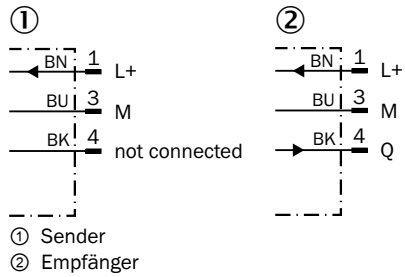 ① ②
BN 1 L+ BN 1 L+
BU 3 M BU 3 M
BK 4 not connected BK 4 Q
① Sender
② Empfänger